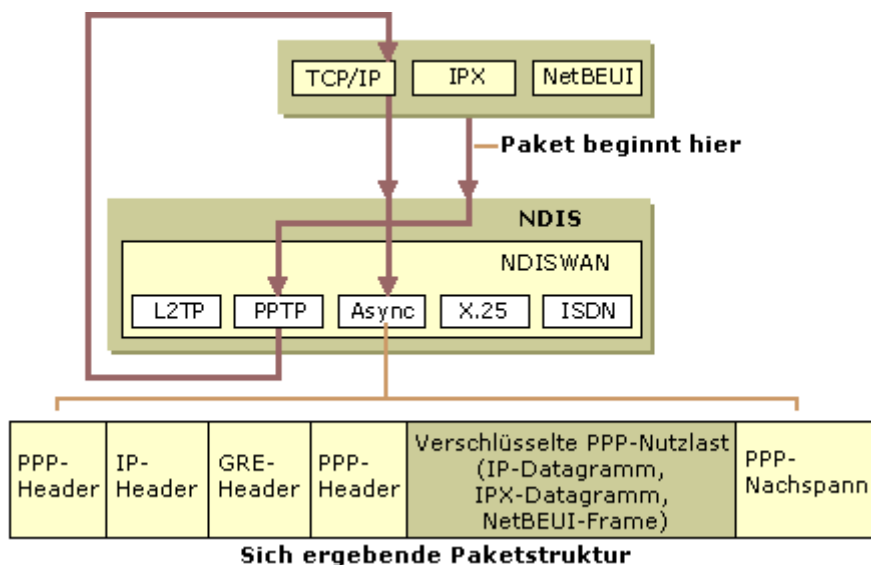 TCP/IP IPX NetBEUI
Paket beginnt hier
NDIS
NDISWAN
L2TP PPTP Async X.25 ISDN
PPP-
Header
IP-
Header
GRE-
Header
PPP-
Header
Verschlüsselte PPP-Nutzlast
(IP-Datagramm,
IPX-Datagramm,
NetBEUI-Frame)
PPP-
Nachspann
Sich ergebende Paketstruktur